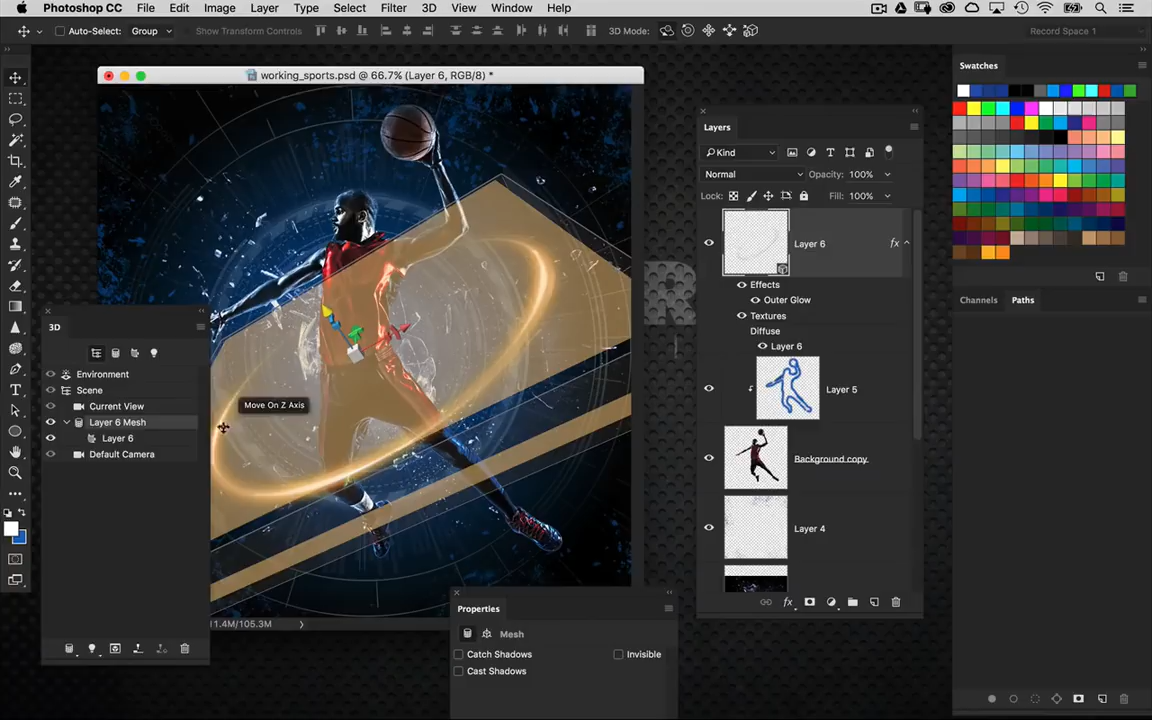 Photoshop CC File Edit Image Layer Type Select Filter 3D View Window Help
Auto-Select: Group Show Transform Controls 3D Mode: Record Space 1
working_sports.psd @ 66.7% (Layer 6, RGB/8) *
Swatches
Layers
Kind
Normal Opacity: 100%
Lock: Fill: 100%
Layer 6 fx
Effects
Outer Glow
Textures
Diffuse
Layer 6
Layer 5
Background copy
Layer 4
fx
Channels Paths
R
3D
Environment
Scene
Current View
Layer 6 Mesh
Layer 6
Default Camera
Move On Z Axis
11.4M/105.3M
Properties
Mesh
Catch Shadows Invisible
Cast Shadows